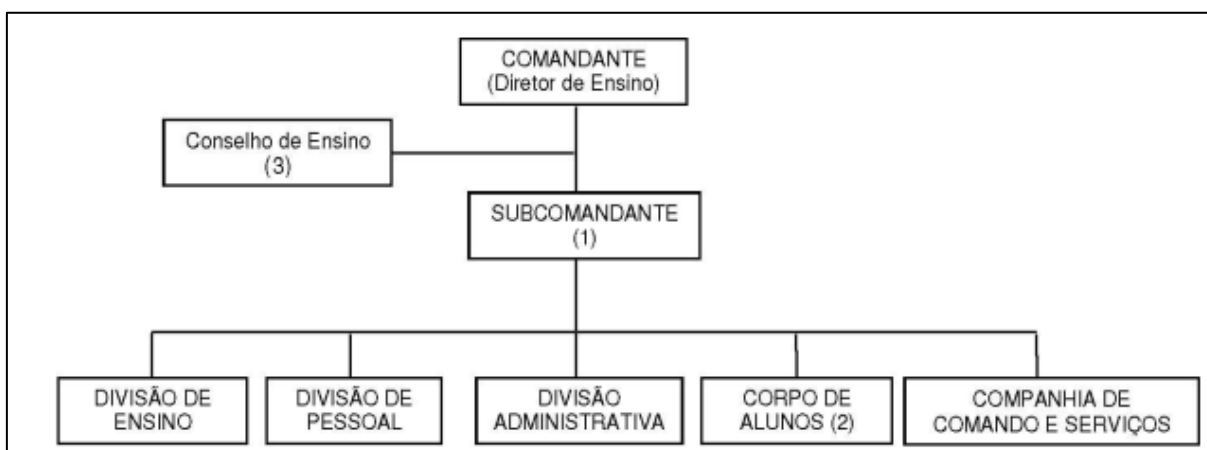 COMANDANTE
(Diretor de Ensino)
Conselho de Ensino
(3)
SUBCOMANDANTE
(1)
DIVISÃO DE
ENSINO
DIVISÃO DE
PESSOAL
DIVISÃO
ADMINISTRATIVA
CORPO DE
ALUNOS (2)
COMPANHIA DE
COMANDO E SERVIÇOS